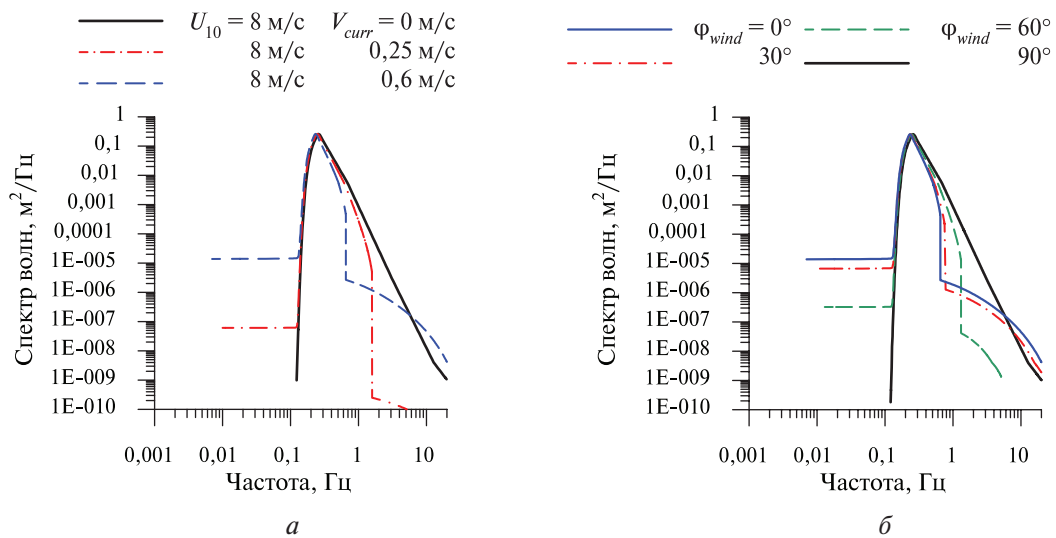 U10 = 8 м/с Vcurr = 0 м/с
8 м/с 0,25 м/с
8 м/с 0,6 м/с
Спектр волн, м²/Гц
1
0,1
0,01
0,001
0,0001
1E-005
1E-006
1E-007
1E-008
1E-009
1E-010
0,001 0,01 0,1 1 10
Частота, Гц
а
φwind = 0° φwind = 60°
30° 90°
Спектр волн, м²/Гц
1
0,1
0,01
0,001
0,0001
1E-005
1E-006
1E-007
1E-008
1E-009
1E-010
0,001 0,01 0,1 1 10
Частота, Гц
б